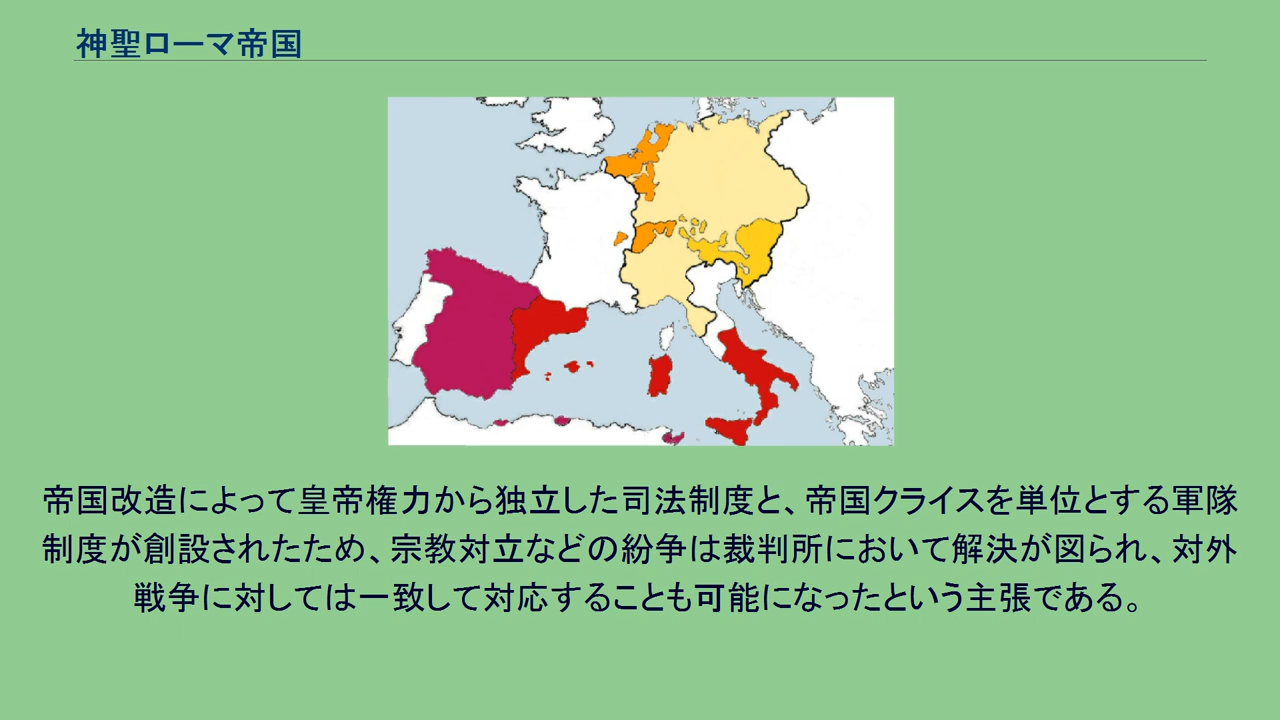 神聖ローマ帝国
帝国改造によって皇帝権力から独立した司法制度と、帝国クライスを単位とする軍隊
制度が創設されたため、宗教対立などの紛争は裁判所において解決が図られ、対外
戦争に対しては一致して対応することも可能になったという主張である。